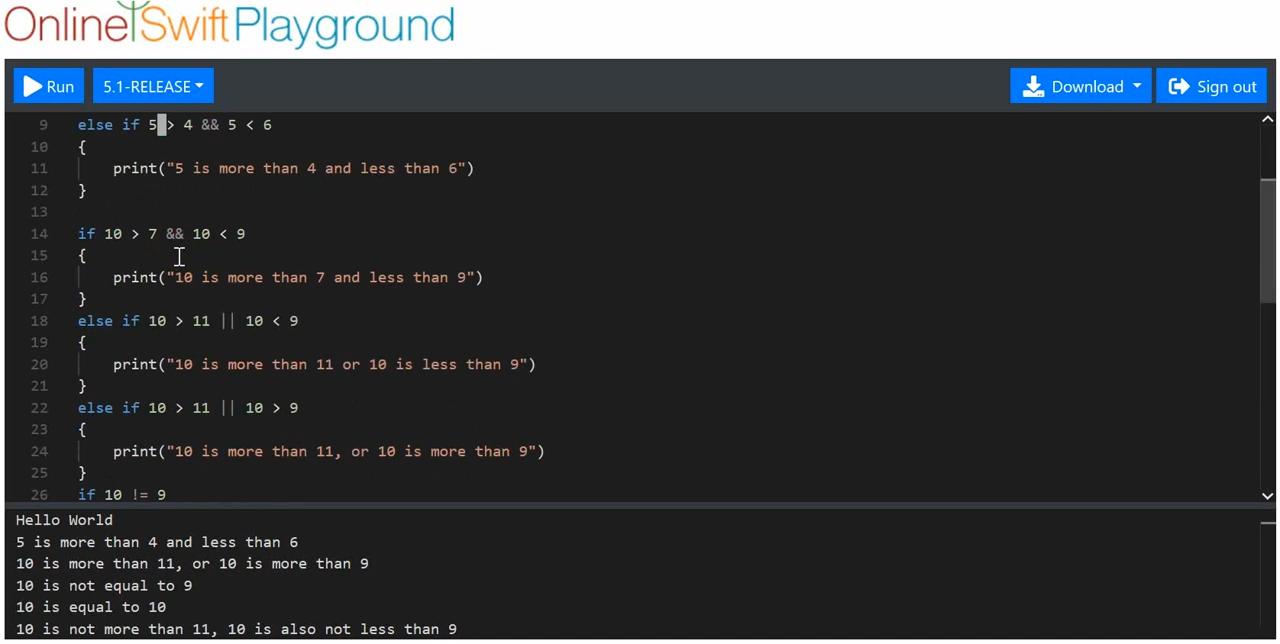 Online Swift Playground
Run 5.1-RELEASE Download Sign out
9 else if 5 > 4 && 5 < 6
10 {
11 print("5 is more than 4 and less than 6")
12 }
13
14 if 10 > 7 && 10 < 9
15 {
16 print("10 is more than 7 and less than 9")
17 }
18 else if 10 > 11 || 10 < 9
19 {
20 print("10 is more than 11 or 10 is less than 9")
21 }
22 else if 10 > 11 || 10 > 9
23 {
24 print("10 is more than 11, or 10 is more than 9")
25 }
26 if 10 != 9
Hello World
5 is more than 4 and less than 6
10 is more than 11, or 10 is more than 9
10 is not equal to 9
10 is equal to 10
10 is not more than 11, 10 is also not less than 9